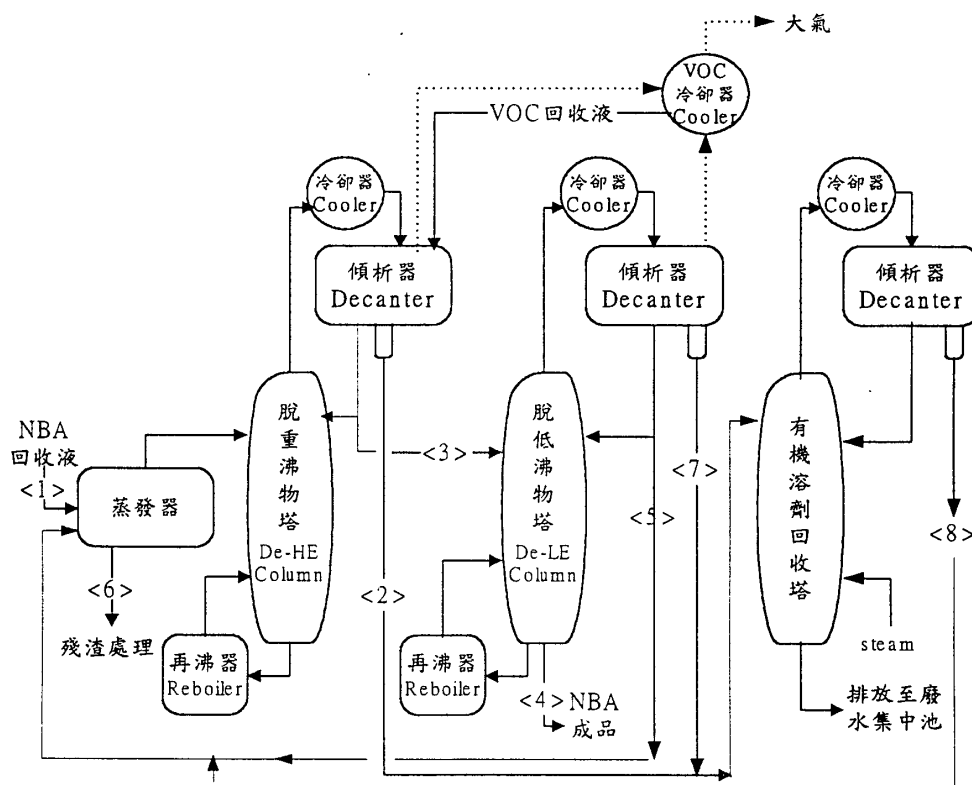 大氣
VOC
冷卻器
Cooler
VOC回收液
冷卻器
Cooler
冷卻器
Cooler
冷卻器
Cooler
傾析器
Decanter
傾析器
Decanter
傾析器
Decanter
NBA
回收液
<1>
蒸發器
<6>
殘渣處理
脫重沸物塔
De-HE
Column
再沸器
Reboiler
<2>
<3>
脫低沸物塔
De-LE
Column
再沸器
Reboiler
<4> NBA
成品
<5>
<7>
有機溶劑回收塔
steam
排放至廢
水集中池
<8>